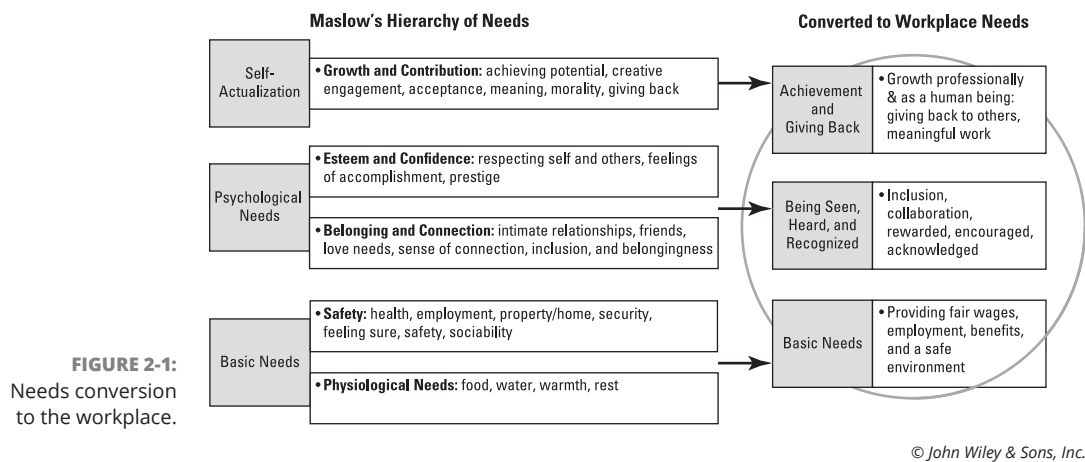 Maslow's Hierarchy of Needs
Converted to Workplace Needs
Self-
Actualization
• Growth and Contribution: achieving potential, creative
engagement, acceptance, meaning, morality, giving back
Achievement
and
Giving Back
• Growth professionally
& as a human being:
giving back to others,
meaningful work
Psychological
Needs
• Esteem and Confidence: respecting self and others, feelings
of accomplishment, prestige
• Belonging and Connection: intimate relationships, friends,
love needs, sense of connection, inclusion, and belongingness
Being Seen,
Heard, and
Recognized
• Inclusion,
collaboration,
rewarded, encouraged,
acknowledged
Basic Needs
• Safety: health, employment, property/home, security,
feeling sure, safety, sociability
• Physiological Needs: food, water, warmth, rest
Basic Needs
• Providing fair wages,
employment, benefits,
and a safe
environment
FIGURE 2-1:
Needs conversion
to the workplace.
© John Wiley & Sons, Inc.